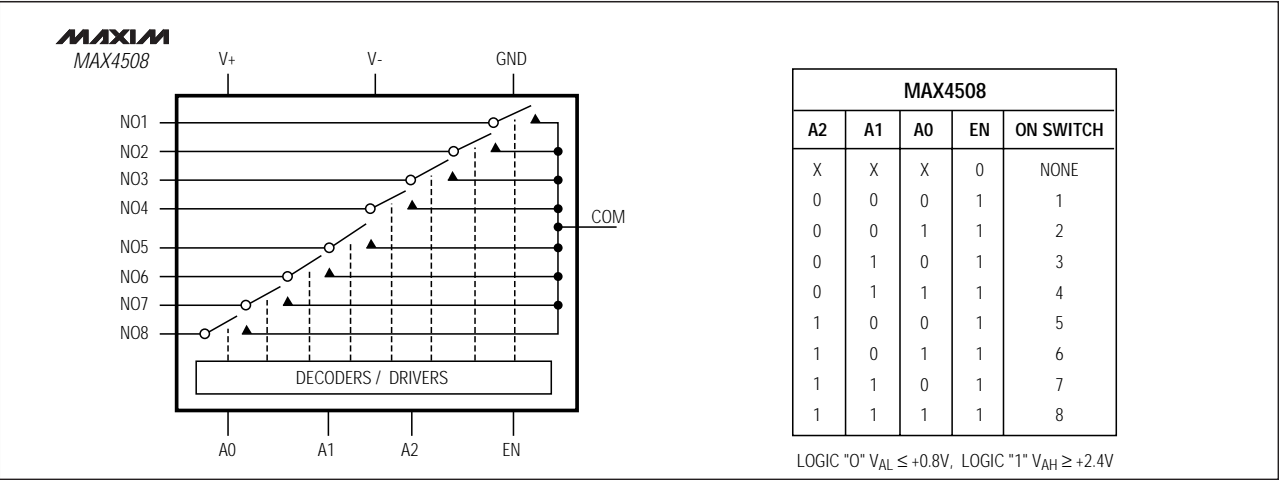 MAXIM
MAX4508
V+ V- GND
NO1
NO2
NO3
NO4
NO5
NO6
NO7
NO8
COM
DECODERS / DRIVERS
A0 A1 A2 EN
MAX4508
A2 A1 A0 EN ON SWITCH
X X X 0 NONE
0 0 0 1 1
0 0 1 1 2
0 1 0 1 3
0 1 1 1 4
1 0 0 1 5
1 0 1 1 6
1 1 0 1 7
1 1 1 1 8
LOGIC "0" VAL ≤ +0.8V, LOGIC "1" VAH ≥ +2.4V